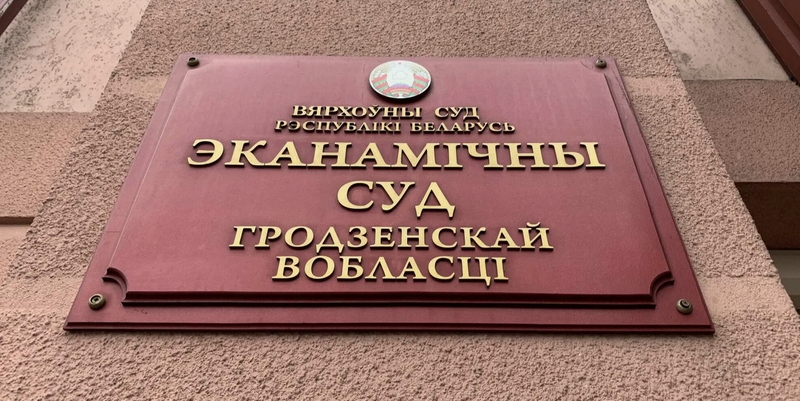 ВЯРХОЎНЫ СУД
РЭСПУБЛІКІ БЕЛАРУСЬ
ЭКАНАМІЧНЫ
СУД
ГРОДЗЕНСКАЙ
ВОБЛАСЦІ